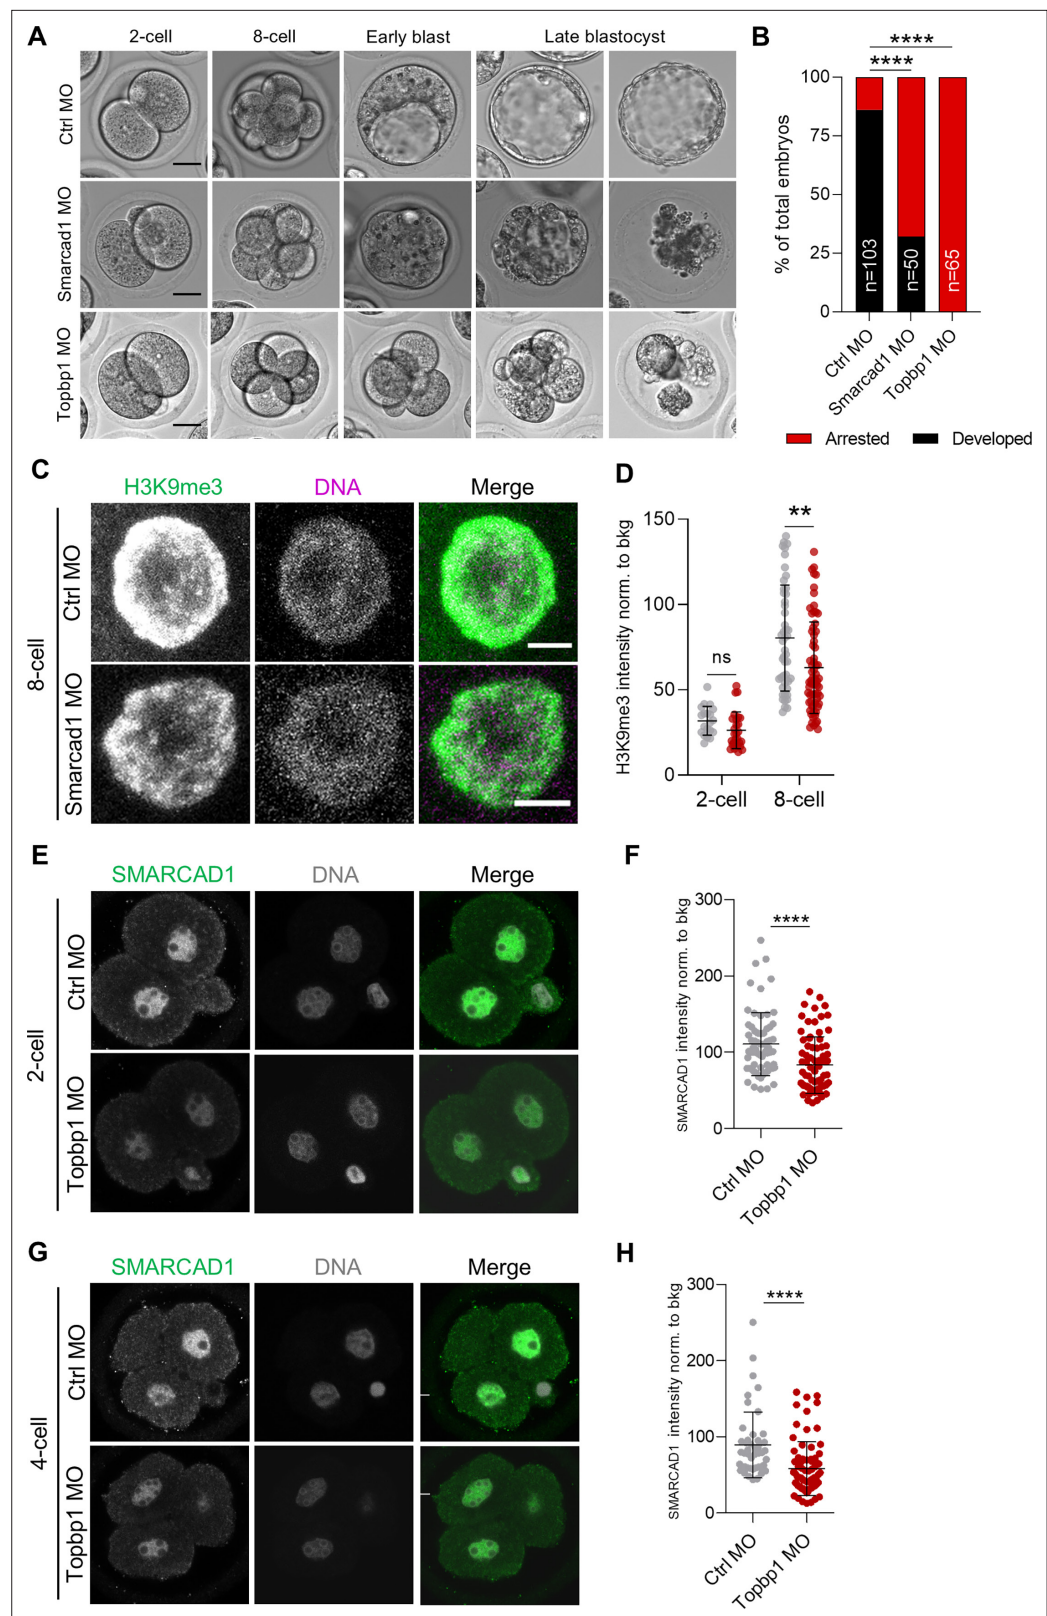 A
2-cell
8-cell
Early blast
Late blastocyst
Ctrl MO
Smarcad1 MO
Topbp1 MO
B
****
****
% of total embryos
100
75
50
25
0
n=103
n=50
n=65
Ctrl MO
Smarcad1 MO
Topbp1 MO
Arrested
Developed
C
H3K9me3
DNA
Merge
8-cell
Ctrl MO
Smarcad1 MO
D
H3K9me3 intensity norm. to bkg
150
100
50
0
ns
**
2-cell
8-cell
E
SMARCAD1
DNA
Merge
2-cell
Ctrl MO
Topbp1 MO
F
SMARCAD1 intensity norm. to bkg
300
200
100
0
****
Ctrl MO
Topbp1 MO
G
SMARCAD1
DNA
Merge
4-cell
Ctrl MO
Topbp1 MO
H
SMARCAD1 intensity norm. to bkg
300
200
100
0
****
Ctrl MO
Topbp1 MO